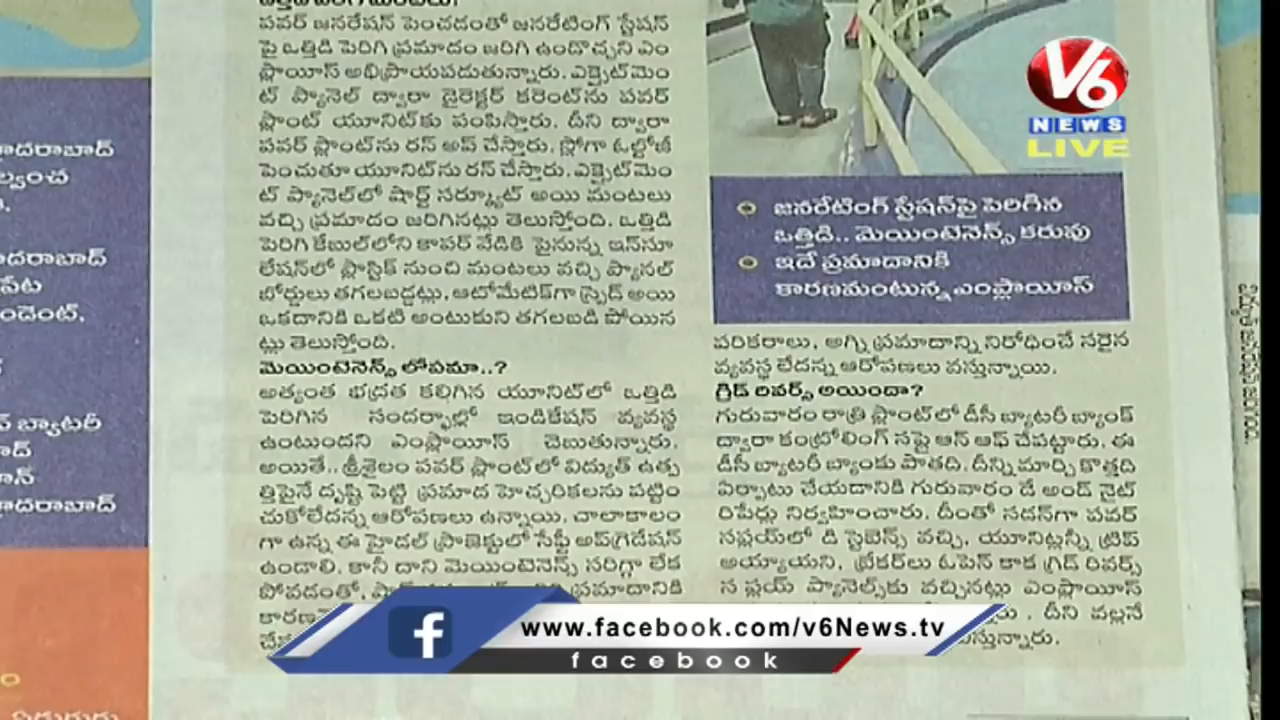 పవర్ జనరేషన్ పెంచడంతో జనరేటింగ్ స్టేషన్
పై ఒత్తిడి పెరిగి ప్రమాదం జరిగి ఉండొచ్చని ఎం
ప్లాయీస్ అభిప్రాయపడుతున్నారు. ఎక్సైట్‌మెం
ట్ ప్యానెల్ ద్వారా డైరెక్టర్ కరెంట్‌ను పవర్
ప్లాంట్ యూనిట్‌కు పంపిస్తారు. దీని ద్వారా
పవర్ ప్లాంట్‌ను రన్ అప్ చేస్తారు. స్లోగా ఓల్టేజీ
పెంచుతూ యూనిట్‌ను రన్ చేస్తారు. ఎక్సైట్‌మెం
ట్ ప్యానెల్‌లో షార్ట్ సర్క్యూట్ అయి మంటలు
వచ్చి ప్రమాదం జరిగినట్లు తెలుస్తోంది. ఒత్తిడి
పెరిగి కేబుల్‌లోని కాపర్ వేడికి పైనున్న ఇన్‌సూ
లేషన్‌లో ప్లాస్టిక్ నుంచి మంటలు వచ్చి ప్యానల్
బోర్డులు తగలబడ్డట్లు, ఆటోమేటిక్‌గా స్ప్రెడ్ అయి
ఒకదానికి ఒకటి అంటుకుని తగలబడి పోయిన
ట్లు తెలుస్తోంది.
మెయింటెనెన్స్ లోపమా..?
అత్యంత భద్రత కల్గిన యూనిట్‌లో ఒత్తిడి
పెరిగిన సందర్భాల్లో ఇండికేషన్ వ్యవస్థ
ఉంటుందని ఎంప్లాయీస్ చెబుతున్నారు.
అయితే.. శ్రీశైలం పవర్ ప్లాంట్‌లో విద్యుత్ ఉత్ప
త్తిపైనే దృష్టి పెట్టి ప్రమాద హెచ్చరికలను పట్టిం
చుకోలేదన్న ఆరోపణలు ఉన్నాయి. చాలాకాలం
గా ఉన్న ఈ హైడల్ ప్రాజెక్టులో సేఫ్టీ అప్‌గ్రెడేషన్
ఉండాలి. కానీ దాని మెయింటెనెన్స్ సరిగ్గా లేక
పోవడంతో, ప్రమాదానికి
జనరేటింగ్ స్టేషన్‌పై పెరిగిన
ఒత్తిడి.. మెయింటెనెన్స్ కరువు
ఇదే ప్రమాదానికి
కారణమంటున్న ఎంప్లాయీస్
పరికరాలు, అగ్ని ప్రమాదాన్ని నిరోధించే సరైన
వ్యవస్థ లేదన్న ఆరోపణలు వస్తున్నాయి.
గ్రిడ్ రివర్స్ అయిందా?
గురువారం రాత్రి ప్లాంట్‌లో డీసీ బ్యాటరీ బ్యాంక్
ద్వారా కంట్రోలింగ్ సప్లై ఆన్ ఆఫ్ చేపట్టారు. ఈ
డీసీ బ్యాటరీ బ్యాంకు పాతది. దీన్ని మార్చి కొత్తది
ఏర్పాటు చేయడానికి గురువారం డే అండ్ నైట్
రిపేర్లు నిర్వహించారు. దీంతో సడన్‌గా పవర్
సప్లయ్‌లో డి స్టెబెన్స్ వచ్చి, యూనిట్లన్నీ ట్రిప్
అయ్యాయని, బ్రేకర్‌లు ఓపెన్ కాక గ్రిడ్ రివర్స్
స ప్లయ్ ప్యానెల్స్‌కు వచ్చినట్లు ఎంప్లాయీస్
దీని వల్లనే
V6
NEWS
LIVE
www.facebook.com/v6News.tv
facebook
బ్యాటరీ